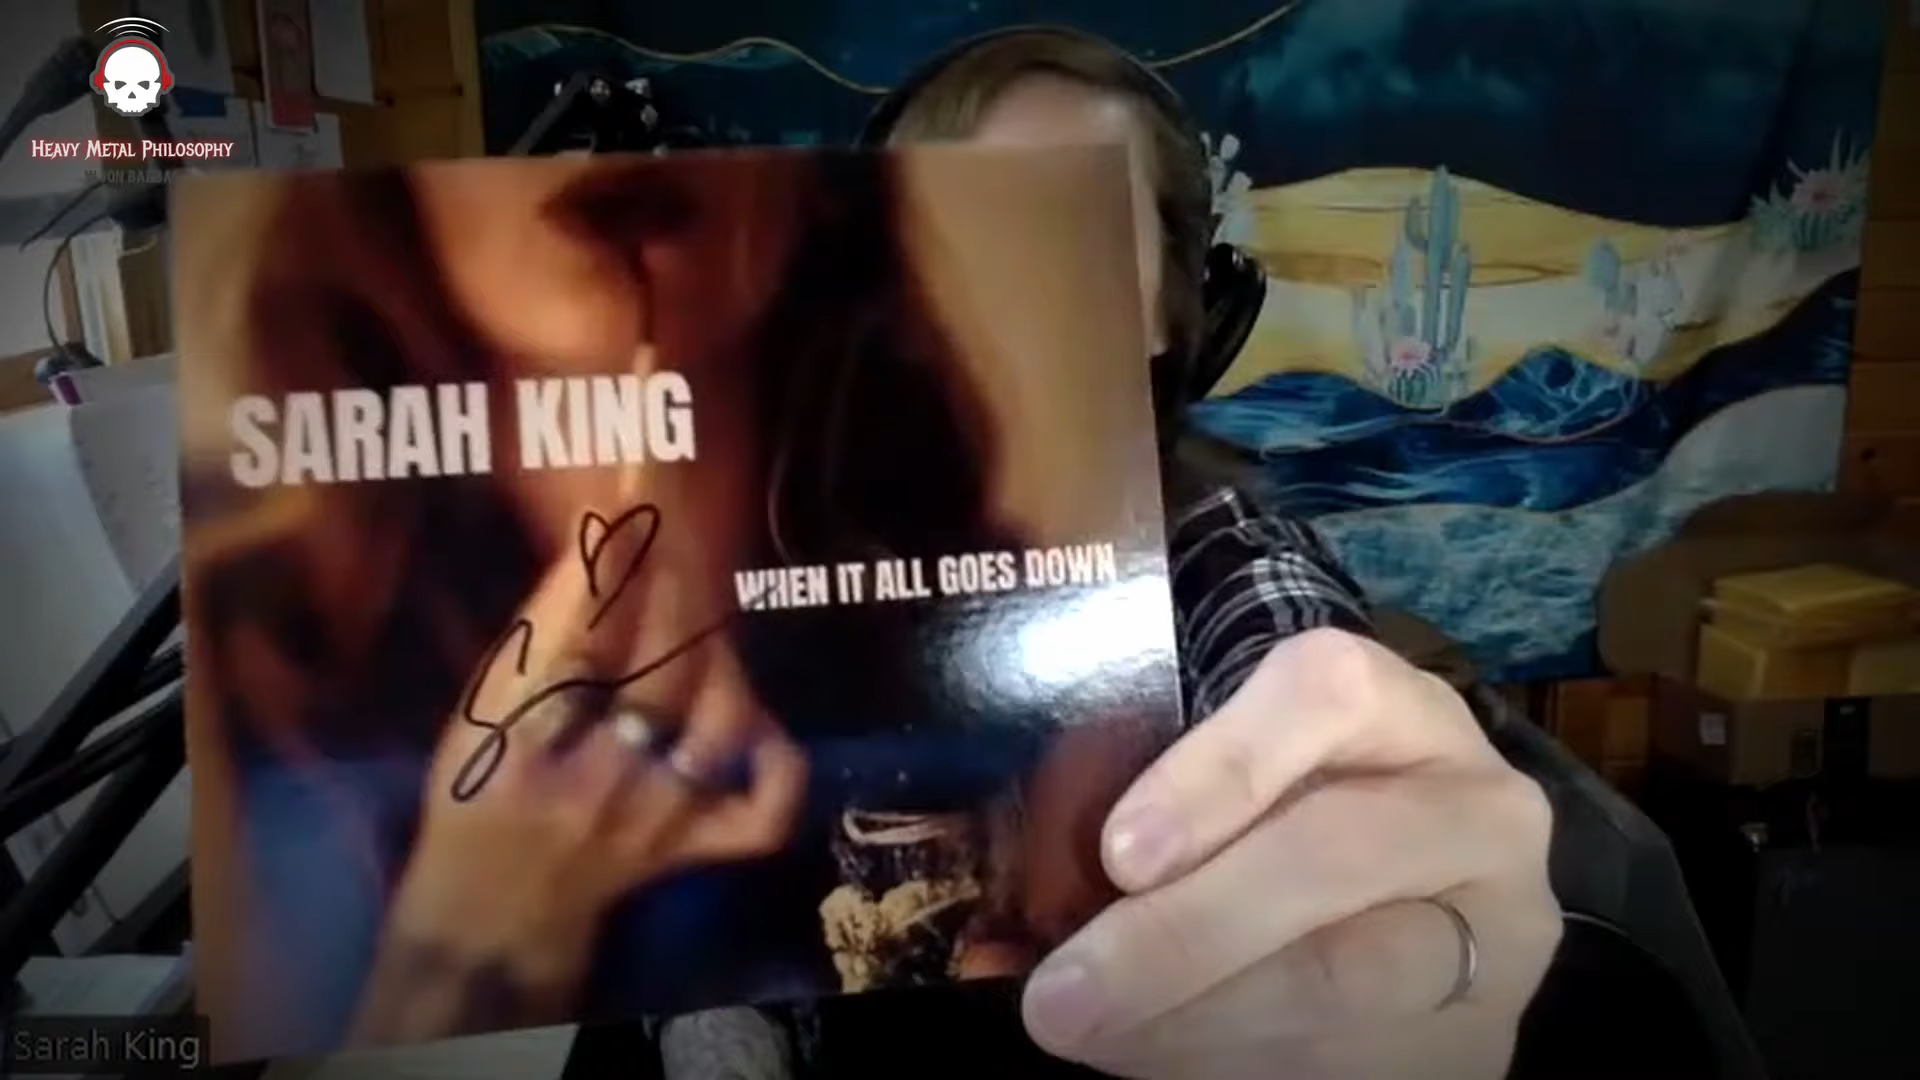 HEAVY METAL PHILOSOPHY
SARAH KING
WHEN IT ALL GOES DOWN
Sarah King